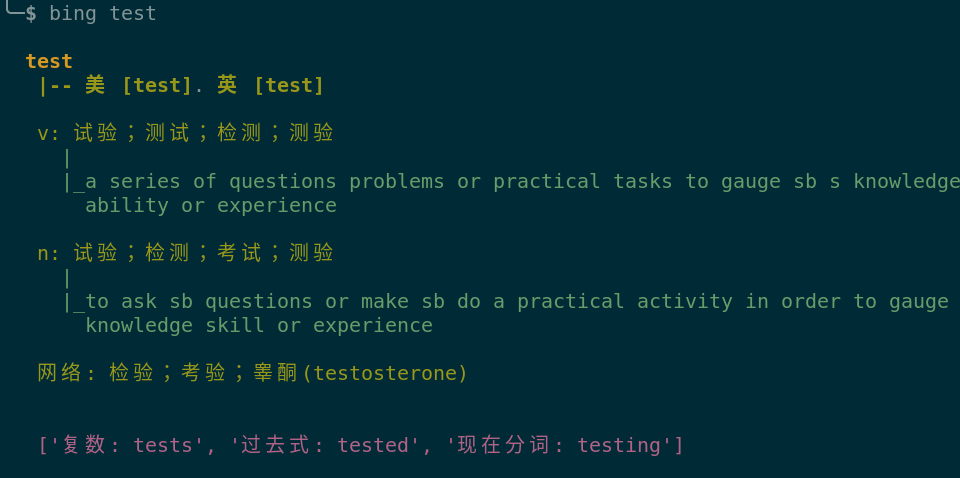 $ bing test
test
|-- 美 [test]. 英 [test]
v: 试验；测试；检测；测验
|
|_a series of questions problems or practical tasks to gauge sb s knowledge
ability or experience
n: 试验；检测；考试；测验
|
|_to ask sb questions or make sb do a practical activity in order to gauge
knowledge skill or experience
网络: 检验；考验；睾酮(testosterone)
['复数: tests', '过去式: tested', '现在分词: testing']